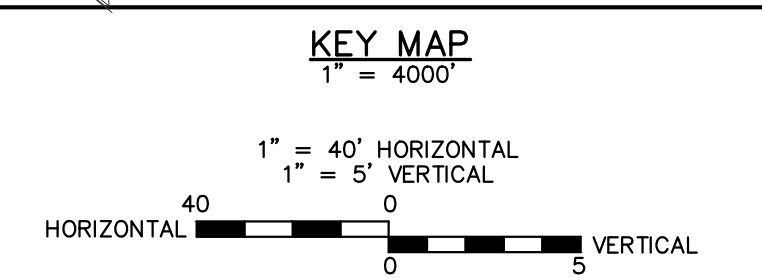 KEY MAP
1" = 4000'
1" = 40' HORIZONTAL
1" = 5' VERTICAL
40 0
HORIZONTAL VERTICAL
0 5